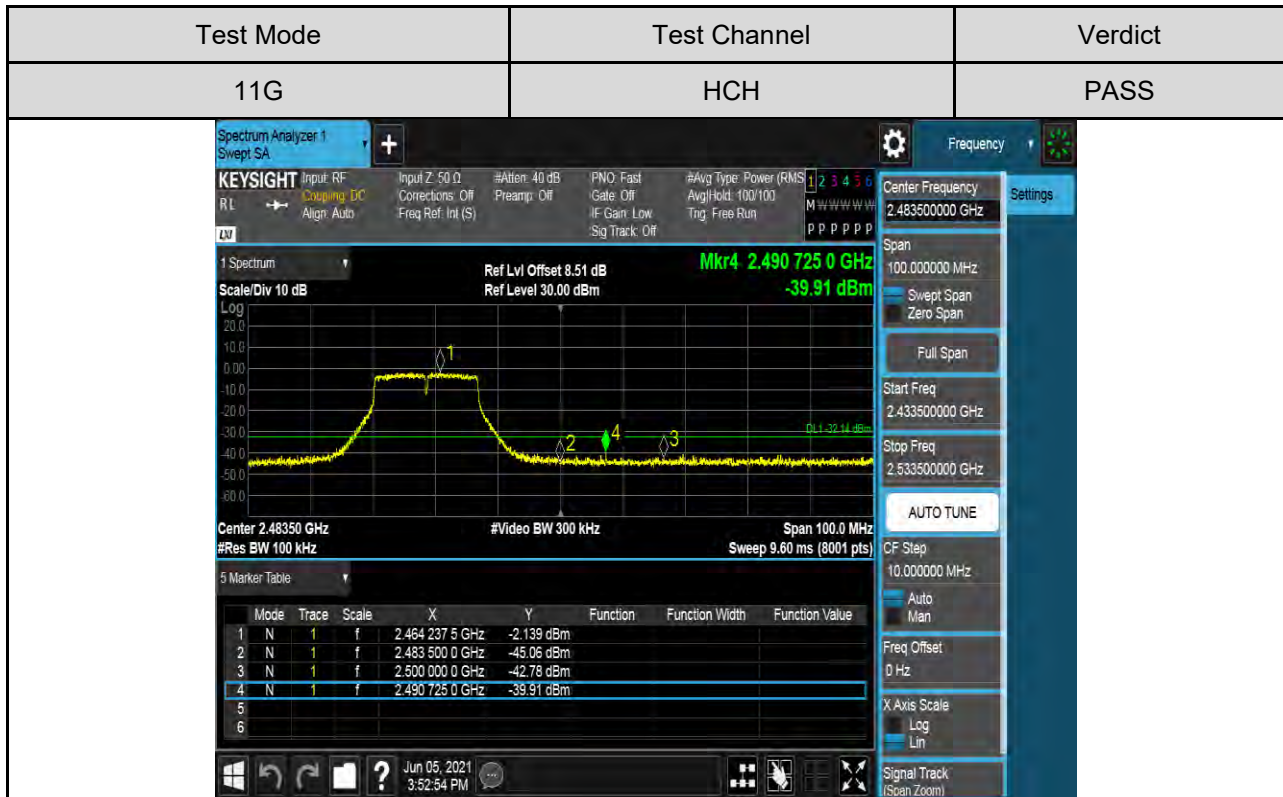 Test Mode Test Channel Verdict
11G HCH PASS
Spectrum Analyzer 1
Swept SA
+
Frequency
KEYSIGHT Input: RF Input Z: 50 Ω #Atten: 40 dB PNO: Fast #Avg Type: Power (RMS 1 2 3 4 5 6
RL Coupling: DC Corrections: Off Preamp: Off Gate: Off Avg|Hold: 100/100 M W W W W W
Align: Auto Freq Ref: Int (S) IF Gain: Low Trig: Free Run
LXI Sig Track: Off P P P P P P
1 Spectrum
Scale/Div 10 dB
Ref Lvl Offset 8.51 dB
Ref Level 30.00 dBm
Mkr4 2.490 725 0 GHz
-39.91 dBm
Log
20.0
10.0
0.00
-10.0
-20.0
-30.0
-40.0
-50.0
-60.0
1
2
4
3
DL1 -32.14 dBm
Center 2.48350 GHz #Video BW 300 kHz Span 100.0 MHz
#Res BW 100 kHz Sweep 9.60 ms (8001 pts)
5 Marker Table
Mode Trace Scale X Y Function Function Width Function Value
1 N 1 f 2.464 237 5 GHz -2.139 dBm
2 N 1 f 2.483 500 0 GHz -45.06 dBm
3 N 1 f 2.500 000 0 GHz -42.78 dBm
4 N 1 f 2.490 725 0 GHz -39.91 dBm
5
6
Center Frequency
2.483500000 GHz
Settings
Span
100.000000 MHz
Swept Span
Zero Span
Full Span
Start Freq
2.433500000 GHz
Stop Freq
2.533500000 GHz
AUTO TUNE
CF Step
10.000000 MHz
Auto
Man
Freq Offset
0 Hz
X Axis Scale
Log
Lin
Signal Track
(Span Zoom)
?
Jun 05, 2021
3:52:54 PM